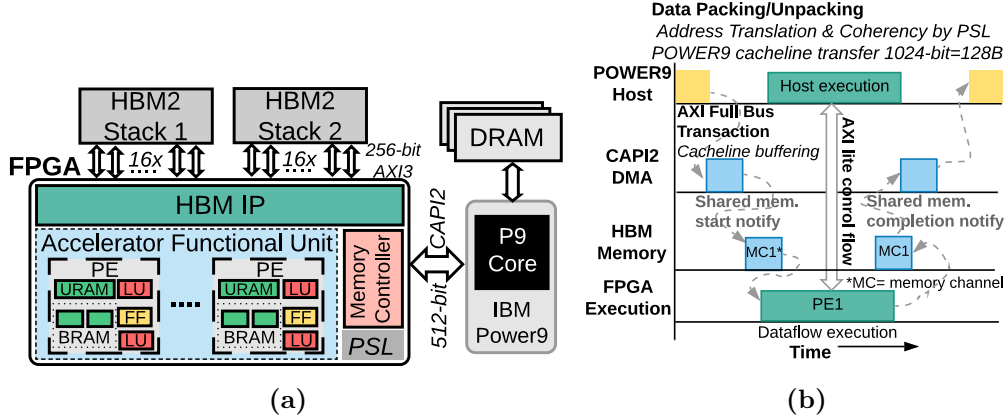 HBM2
Stack 1
HBM2
Stack 2
DRAM
FPGA
16x
16x
256-bit
AXI3
HBM IP
Accelerator Functional Unit
PE
URAM
LU
FF
BRAM
LU
PE
URAM
LU
FF
BRAM
LU
Memory
Controller
PSL
CAPI2
512-bit
P9
Core
IBM
Power9
(a)
Data Packing/Unpacking
Address Translation & Coherency by PSL
POWER9 cacheline transfer 1024-bit=128B
POWER9
Host
Host execution
AXI Full Bus
Transaction
Cacheline buffering
CAPI2
DMA
AXI lite conrol flow
Shared mem.
start notify
Shared mem.
completion notify
HBM
Memory
MC1*
MC1
*MC= memory channel
FPGA
Execution
PE1
Dataflow execution
Time
(b)